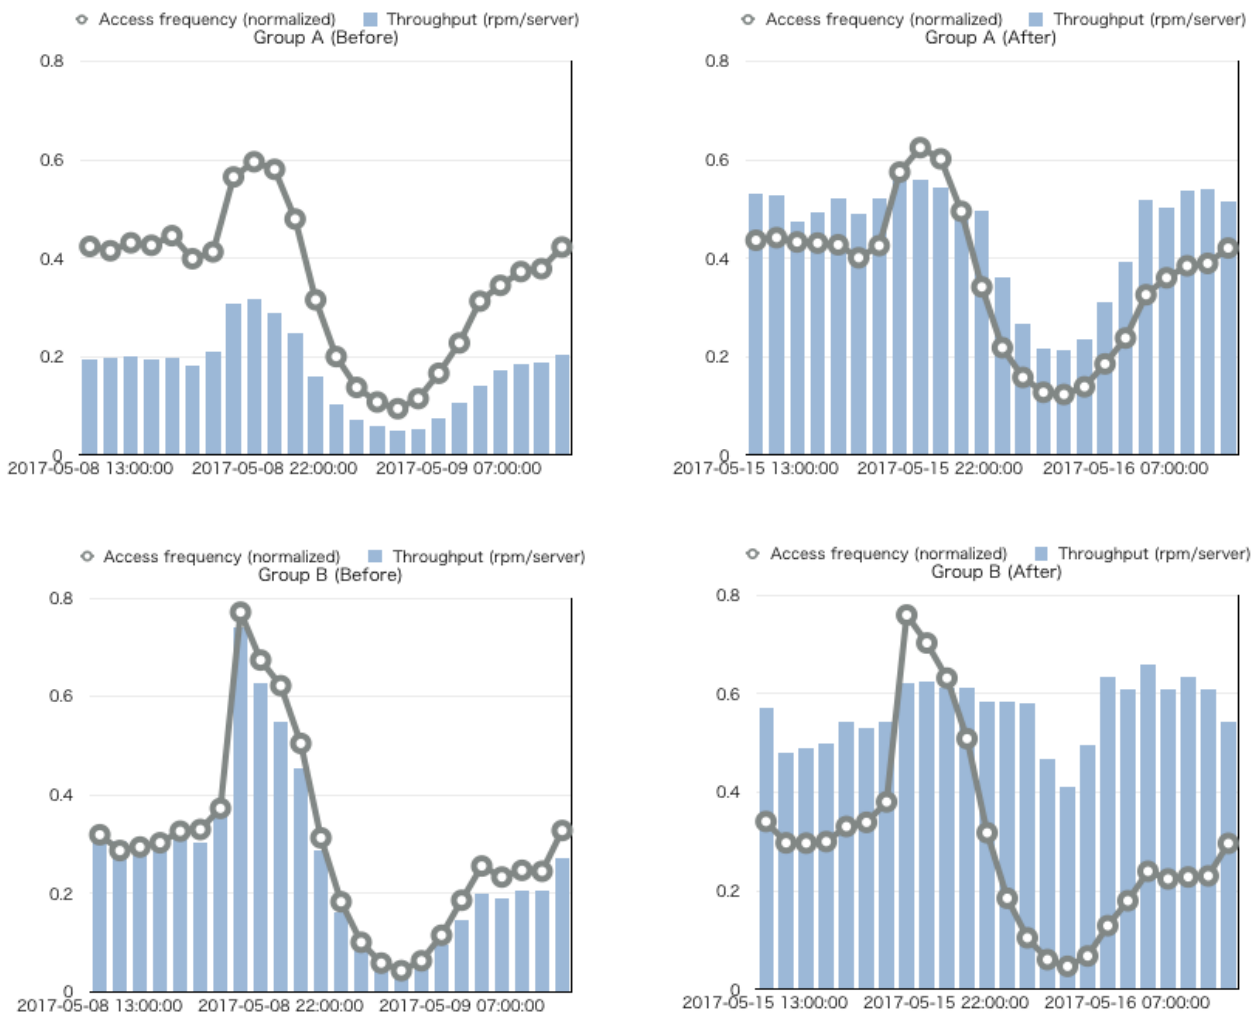 Access frequency (normalized) Throughput (rpm/server)
Group A (Before)
0.8
0.6
0.4
0.2
0
2017-05-08 13:00:00 2017-05-08 22:00:00 2017-05-09 07:00:00
Access frequency (normalized) Throughput (rpm/server)
Group A (After)
0.8
0.6
0.4
0.2
0
2017-05-15 13:00:00 2017-05-15 22:00:00 2017-05-16 07:00:00
Access frequency (normalized) Throughput (rpm/server)
Group B (Before)
0.8
0.6
0.4
0.2
0
2017-05-08 13:00:00 2017-05-08 22:00:00 2017-05-09 07:00:00
Access frequency (normalized) Throughput (rpm/server)
Group B (After)
0.8
0.6
0.4
0.2
0
2017-05-15 13:00:00 2017-05-15 22:00:00 2017-05-16 07:00:00